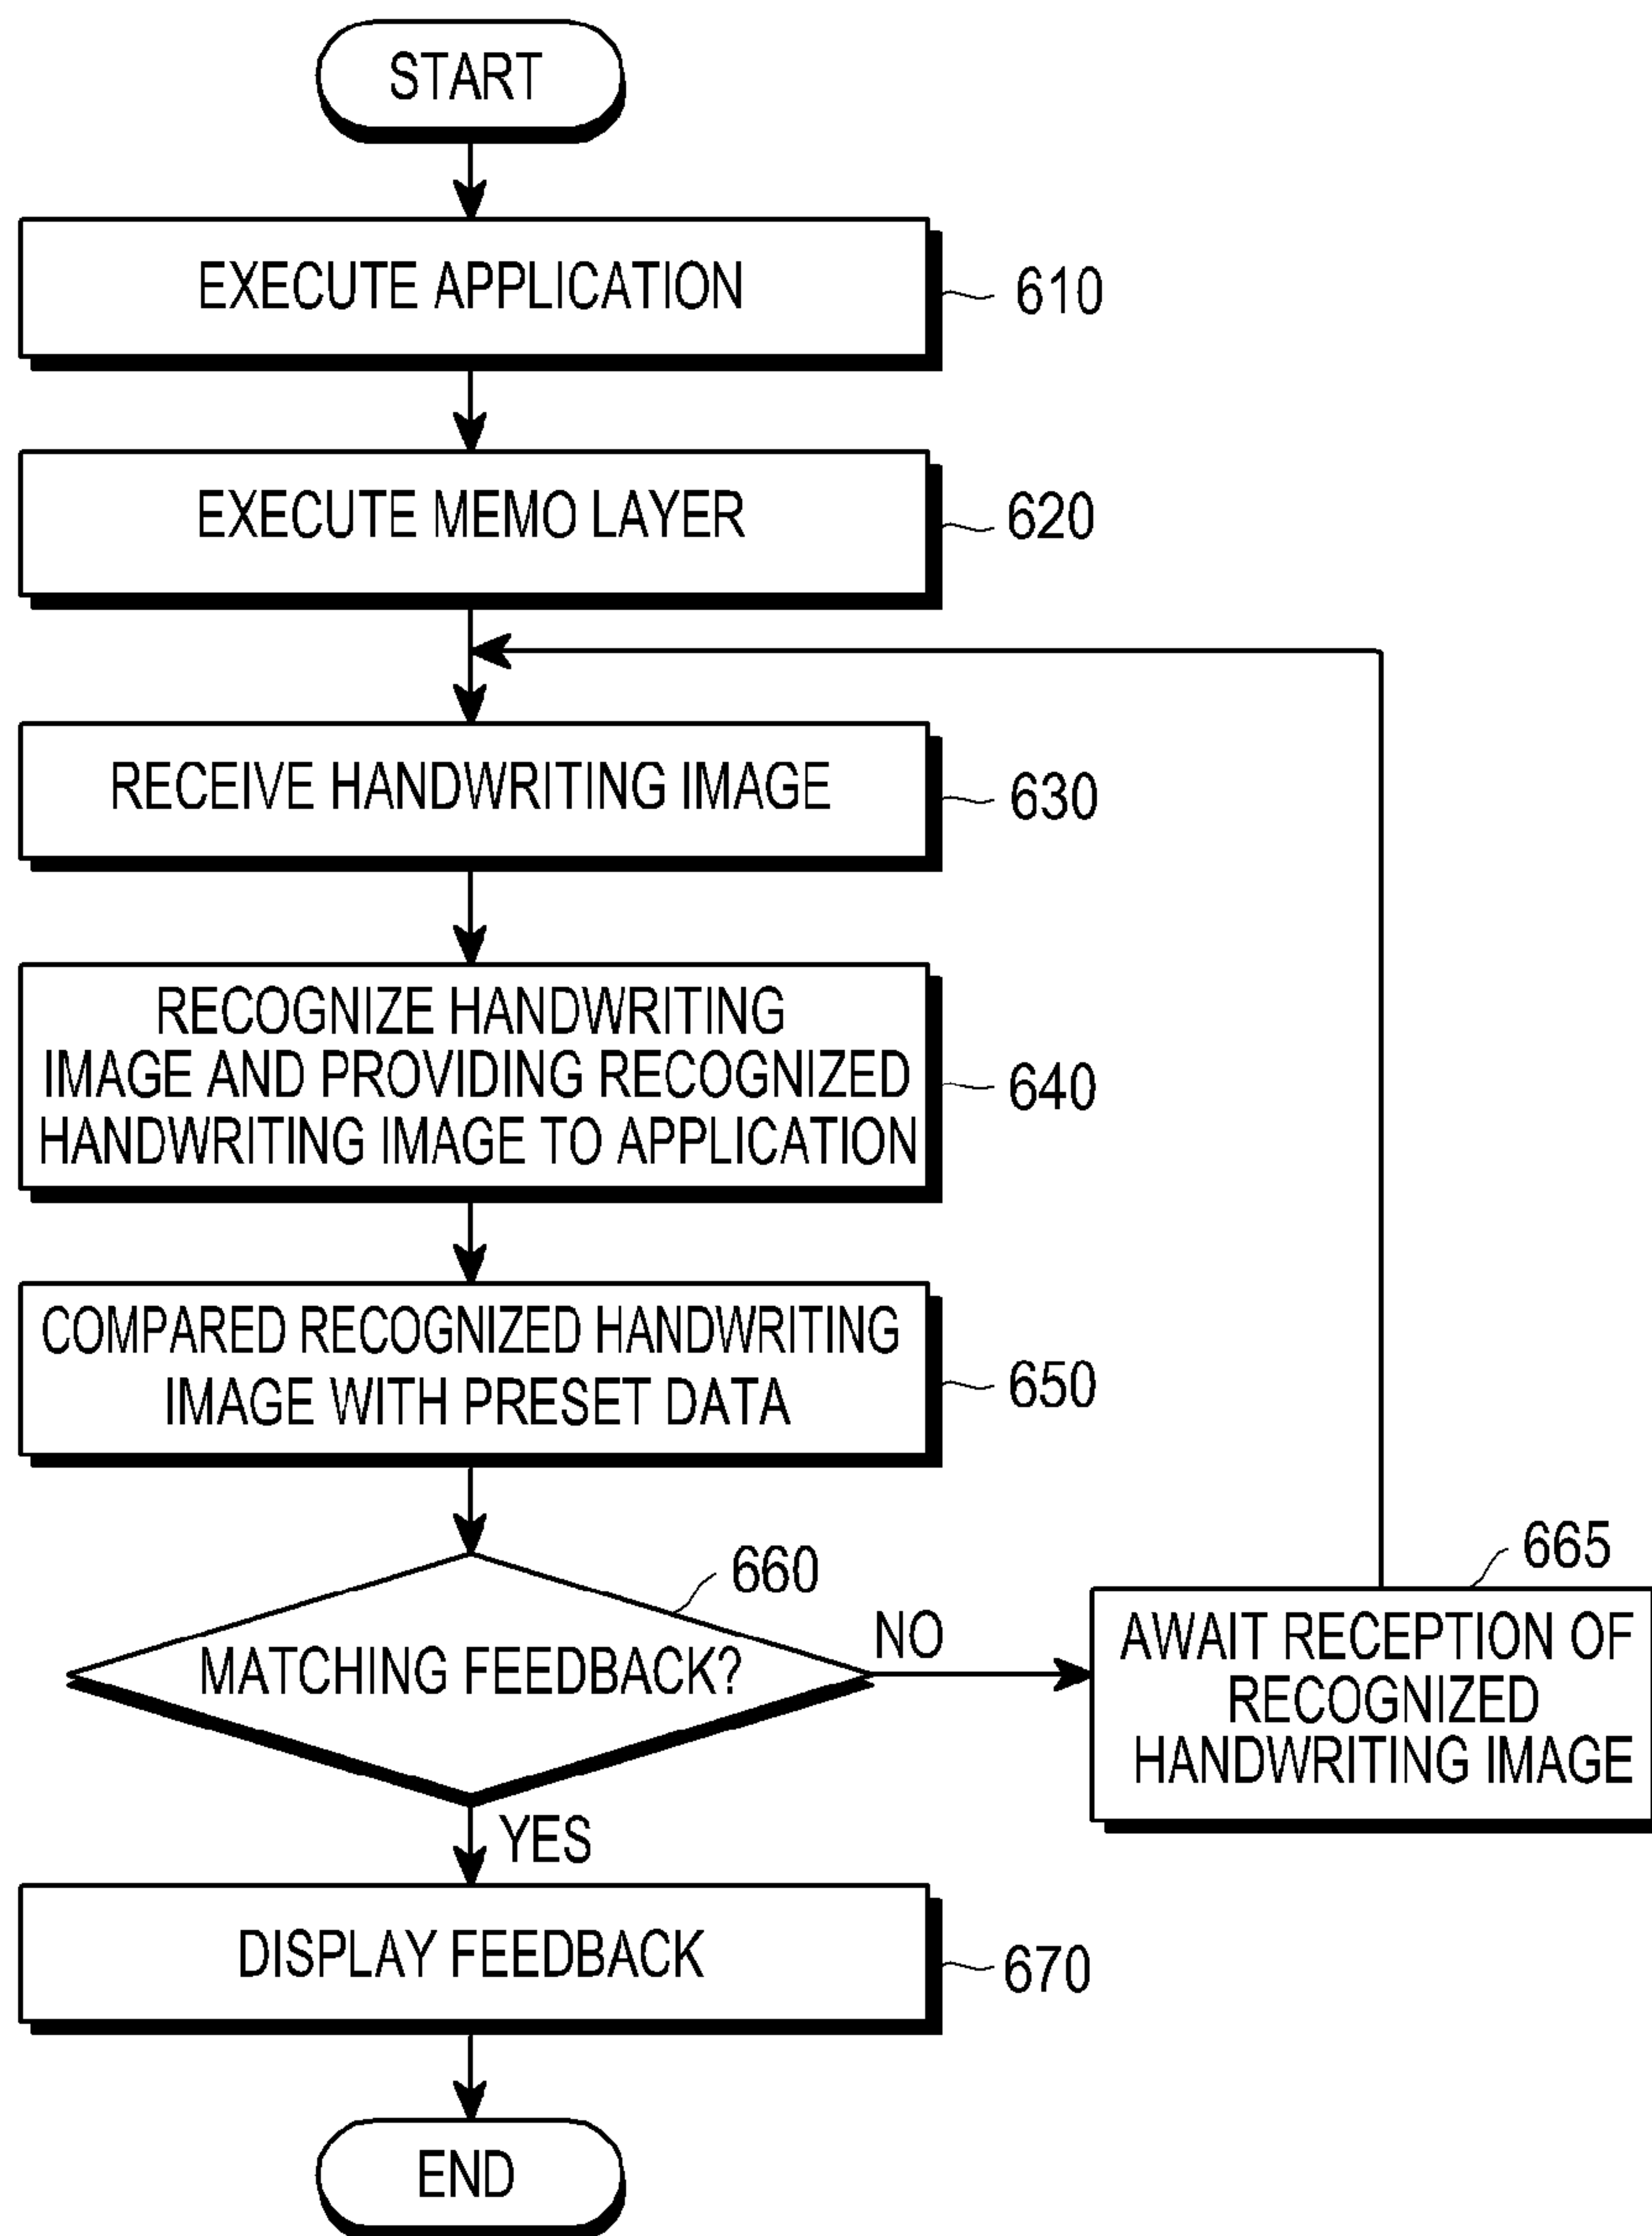 START
EXECUTE APPLICATION
610
EXECUTE MEMO LAYER
620
RECEIVE HANDWRITING IMAGE
630
RECOGNIZE HANDWRITING
IMAGE AND PROVIDING RECOGNIZED
HANDWRITING IMAGE TO APPLICATION
640
COMPARED RECOGNIZED HANDWRITING
IMAGE WITH PRESET DATA
650
MATCHING FEEDBACK?
660
NO
AWAIT RECEPTION OF
RECOGNIZED
HANDWRITING IMAGE
665
YES
DISPLAY FEEDBACK
670
END